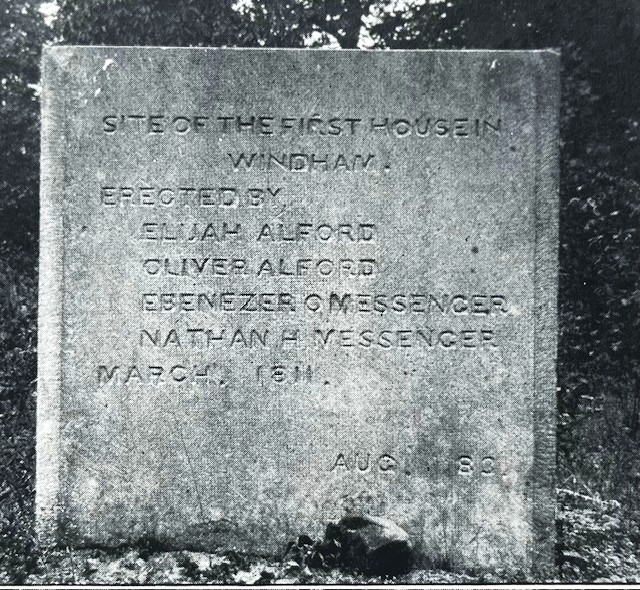 SITE OF THE FIRST HOUSE IN
WINDHAM.
ERECTED BY
ELIJAH ALFORD
OLIVER ALFORD
EBENEZER MESSENGER
NATHAN H MESSENGER
MARCH. 1811.
AUG.